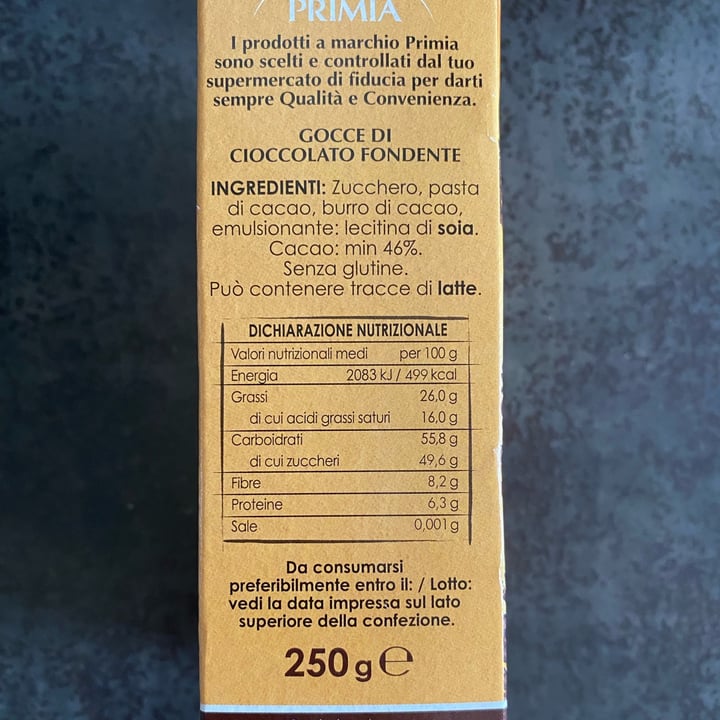 PRIMIA
I prodotti a marchio Primia
sono scelti e controllati dal tuo
supermercato di fiducia per darti
sempre Qualità e Convenienza.
GOCCE DI
CIOCCOLATO FONDENTE
INGREDIENTI: Zucchero, pasta
di cacao, burro di cacao,
emulsionante: lecitina di soia.
Cacao: min 46%.
Senza glutine.
Può contenere tracce di latte.
DICHIARAZIONE NUTRIZIONALE
Valori nutrizionali medi per 100 g
Energia 2083 kJ / 499 kcal
Grassi 26,0 g
di cui acidi grassi saturi 16,0 g
Carboidrati 55,8 g
di cui zuccheri 49,6 g
Fibre 8,2 g
Proteine 6,3 g
Sale 0,001 g
Da consumarsi
preferibilmente entro il: / Lotto:
vedi la data impressa sul lato
superiore della confezione.
250 g ℮